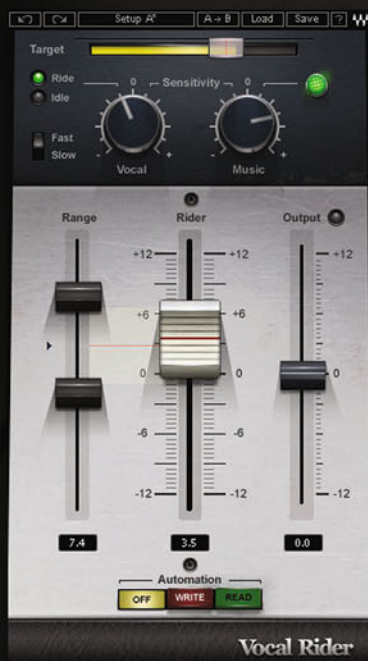 Setup A* A→B Load Save ?
Target
Ride
Idle
0 Sensitivity 0
Fast
Slow
- + - +
Vocal Music
Range Rider Output
+12 +12 +12
+6 +6
0 0 0
-6 -6
-12 -12 -12
7.4 3.5 0.0
Automation
OFF WRITE READ
Vocal Rider